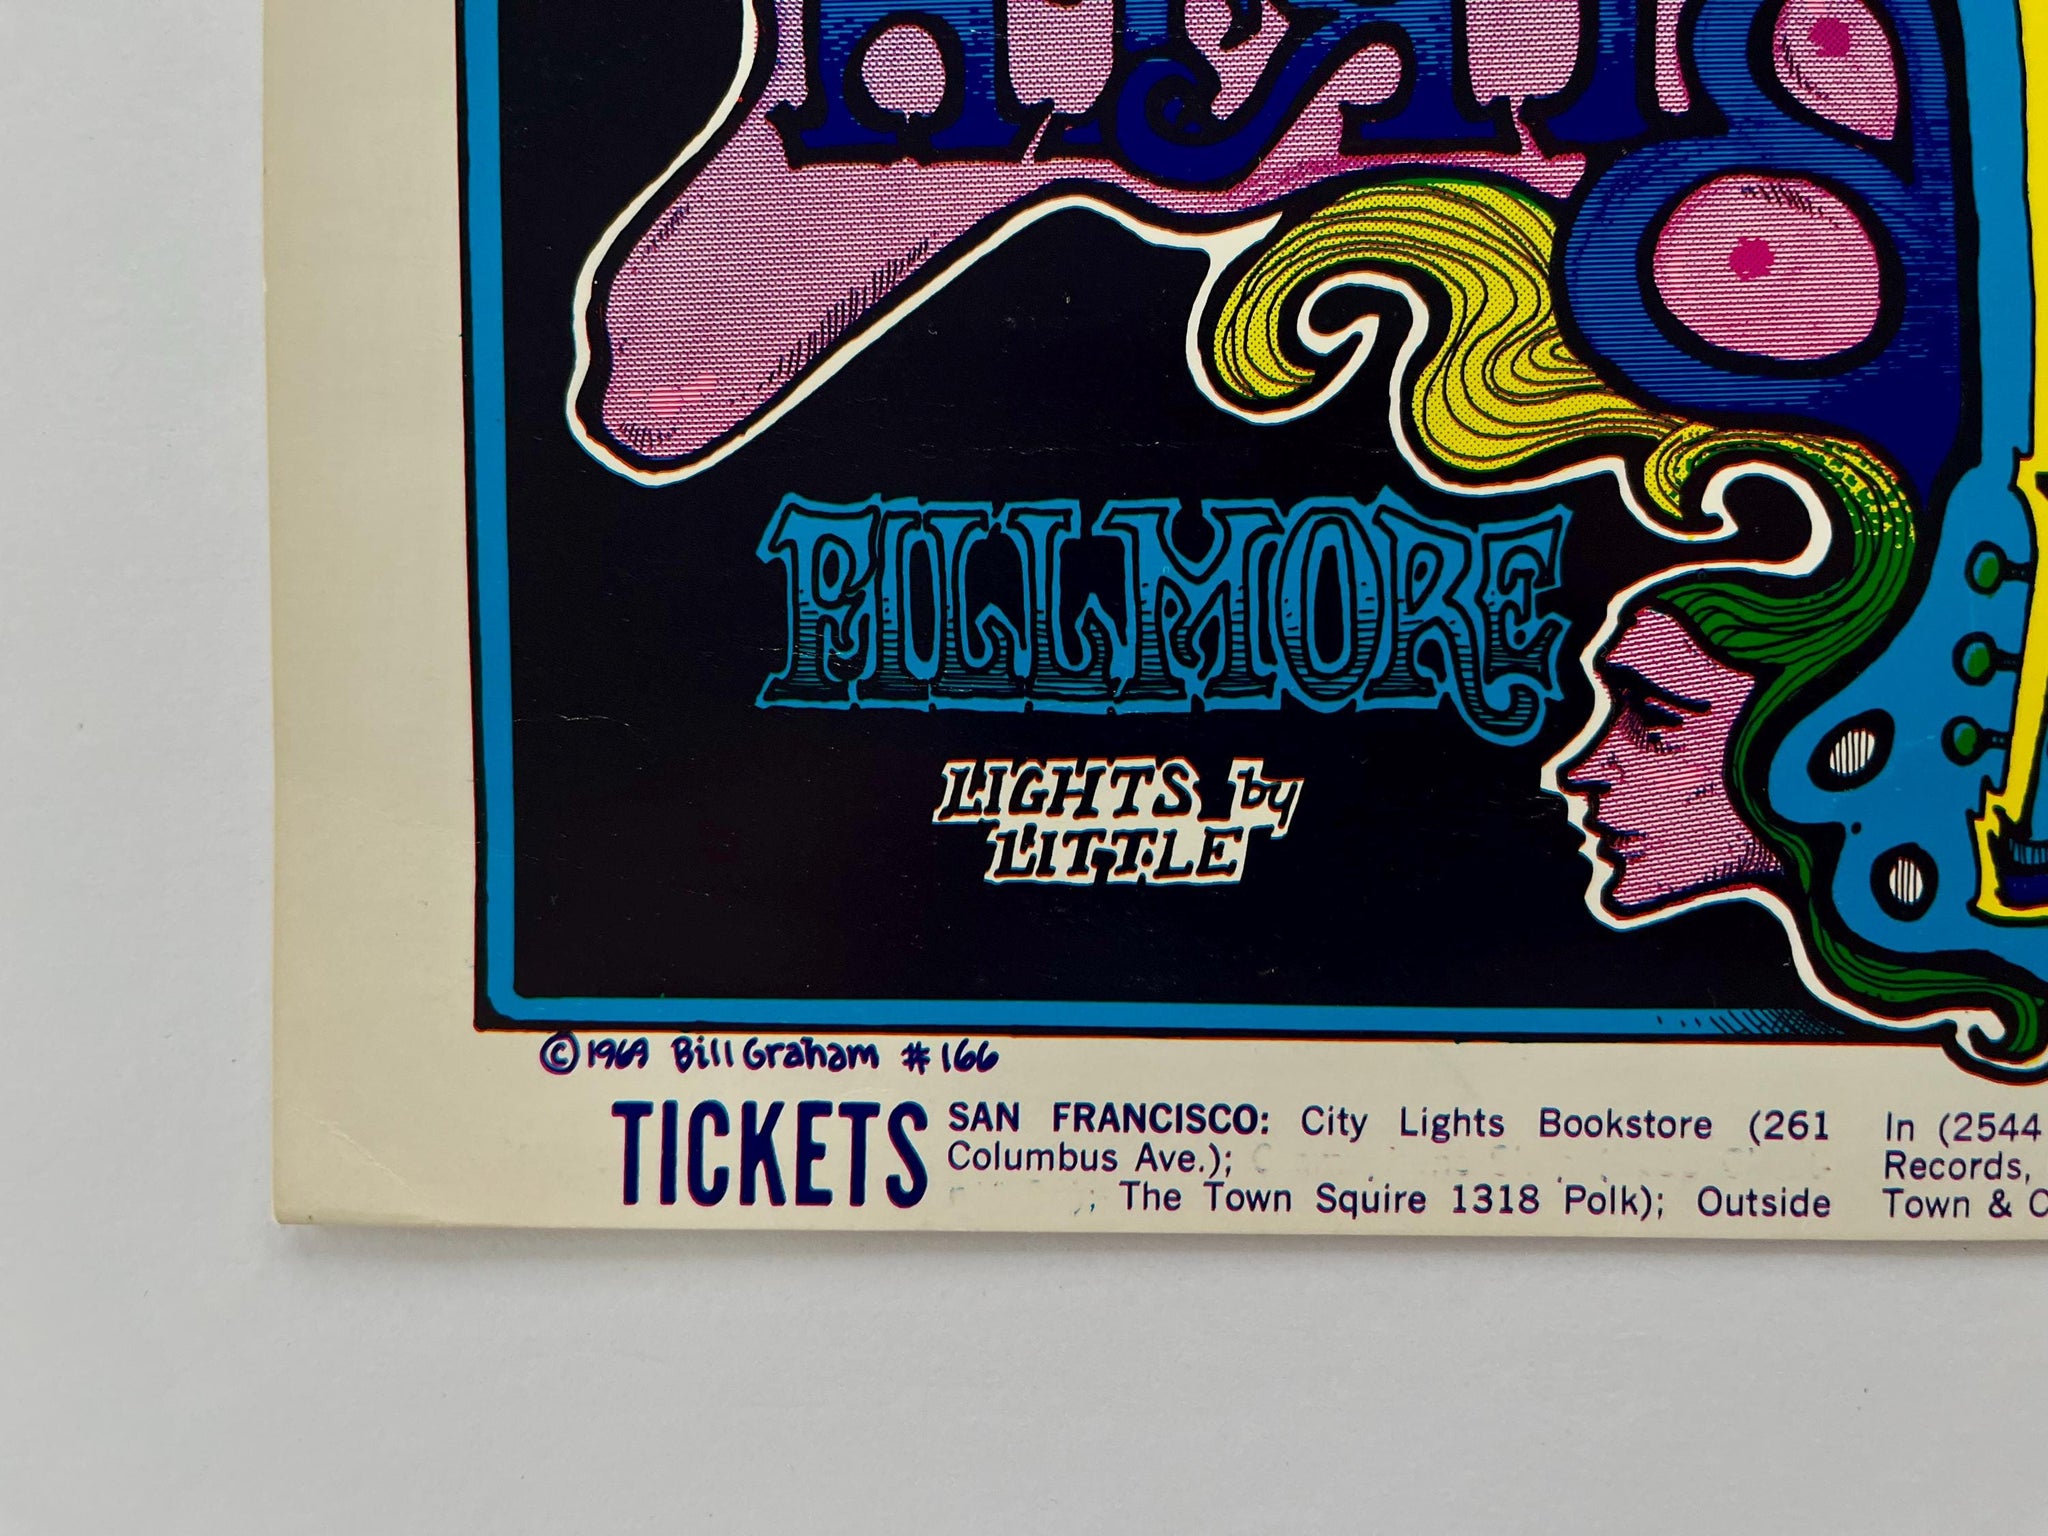 FILLMORE
LIGHTS by
LITTLE
© 1969 Bill Graham #166
TICKETS
SAN FRANCISCO: City Lights Bookstore (261
Columbus Ave.);
; The Town Squire 1318 Polk); Outside
In (2544
Records,
Town & C